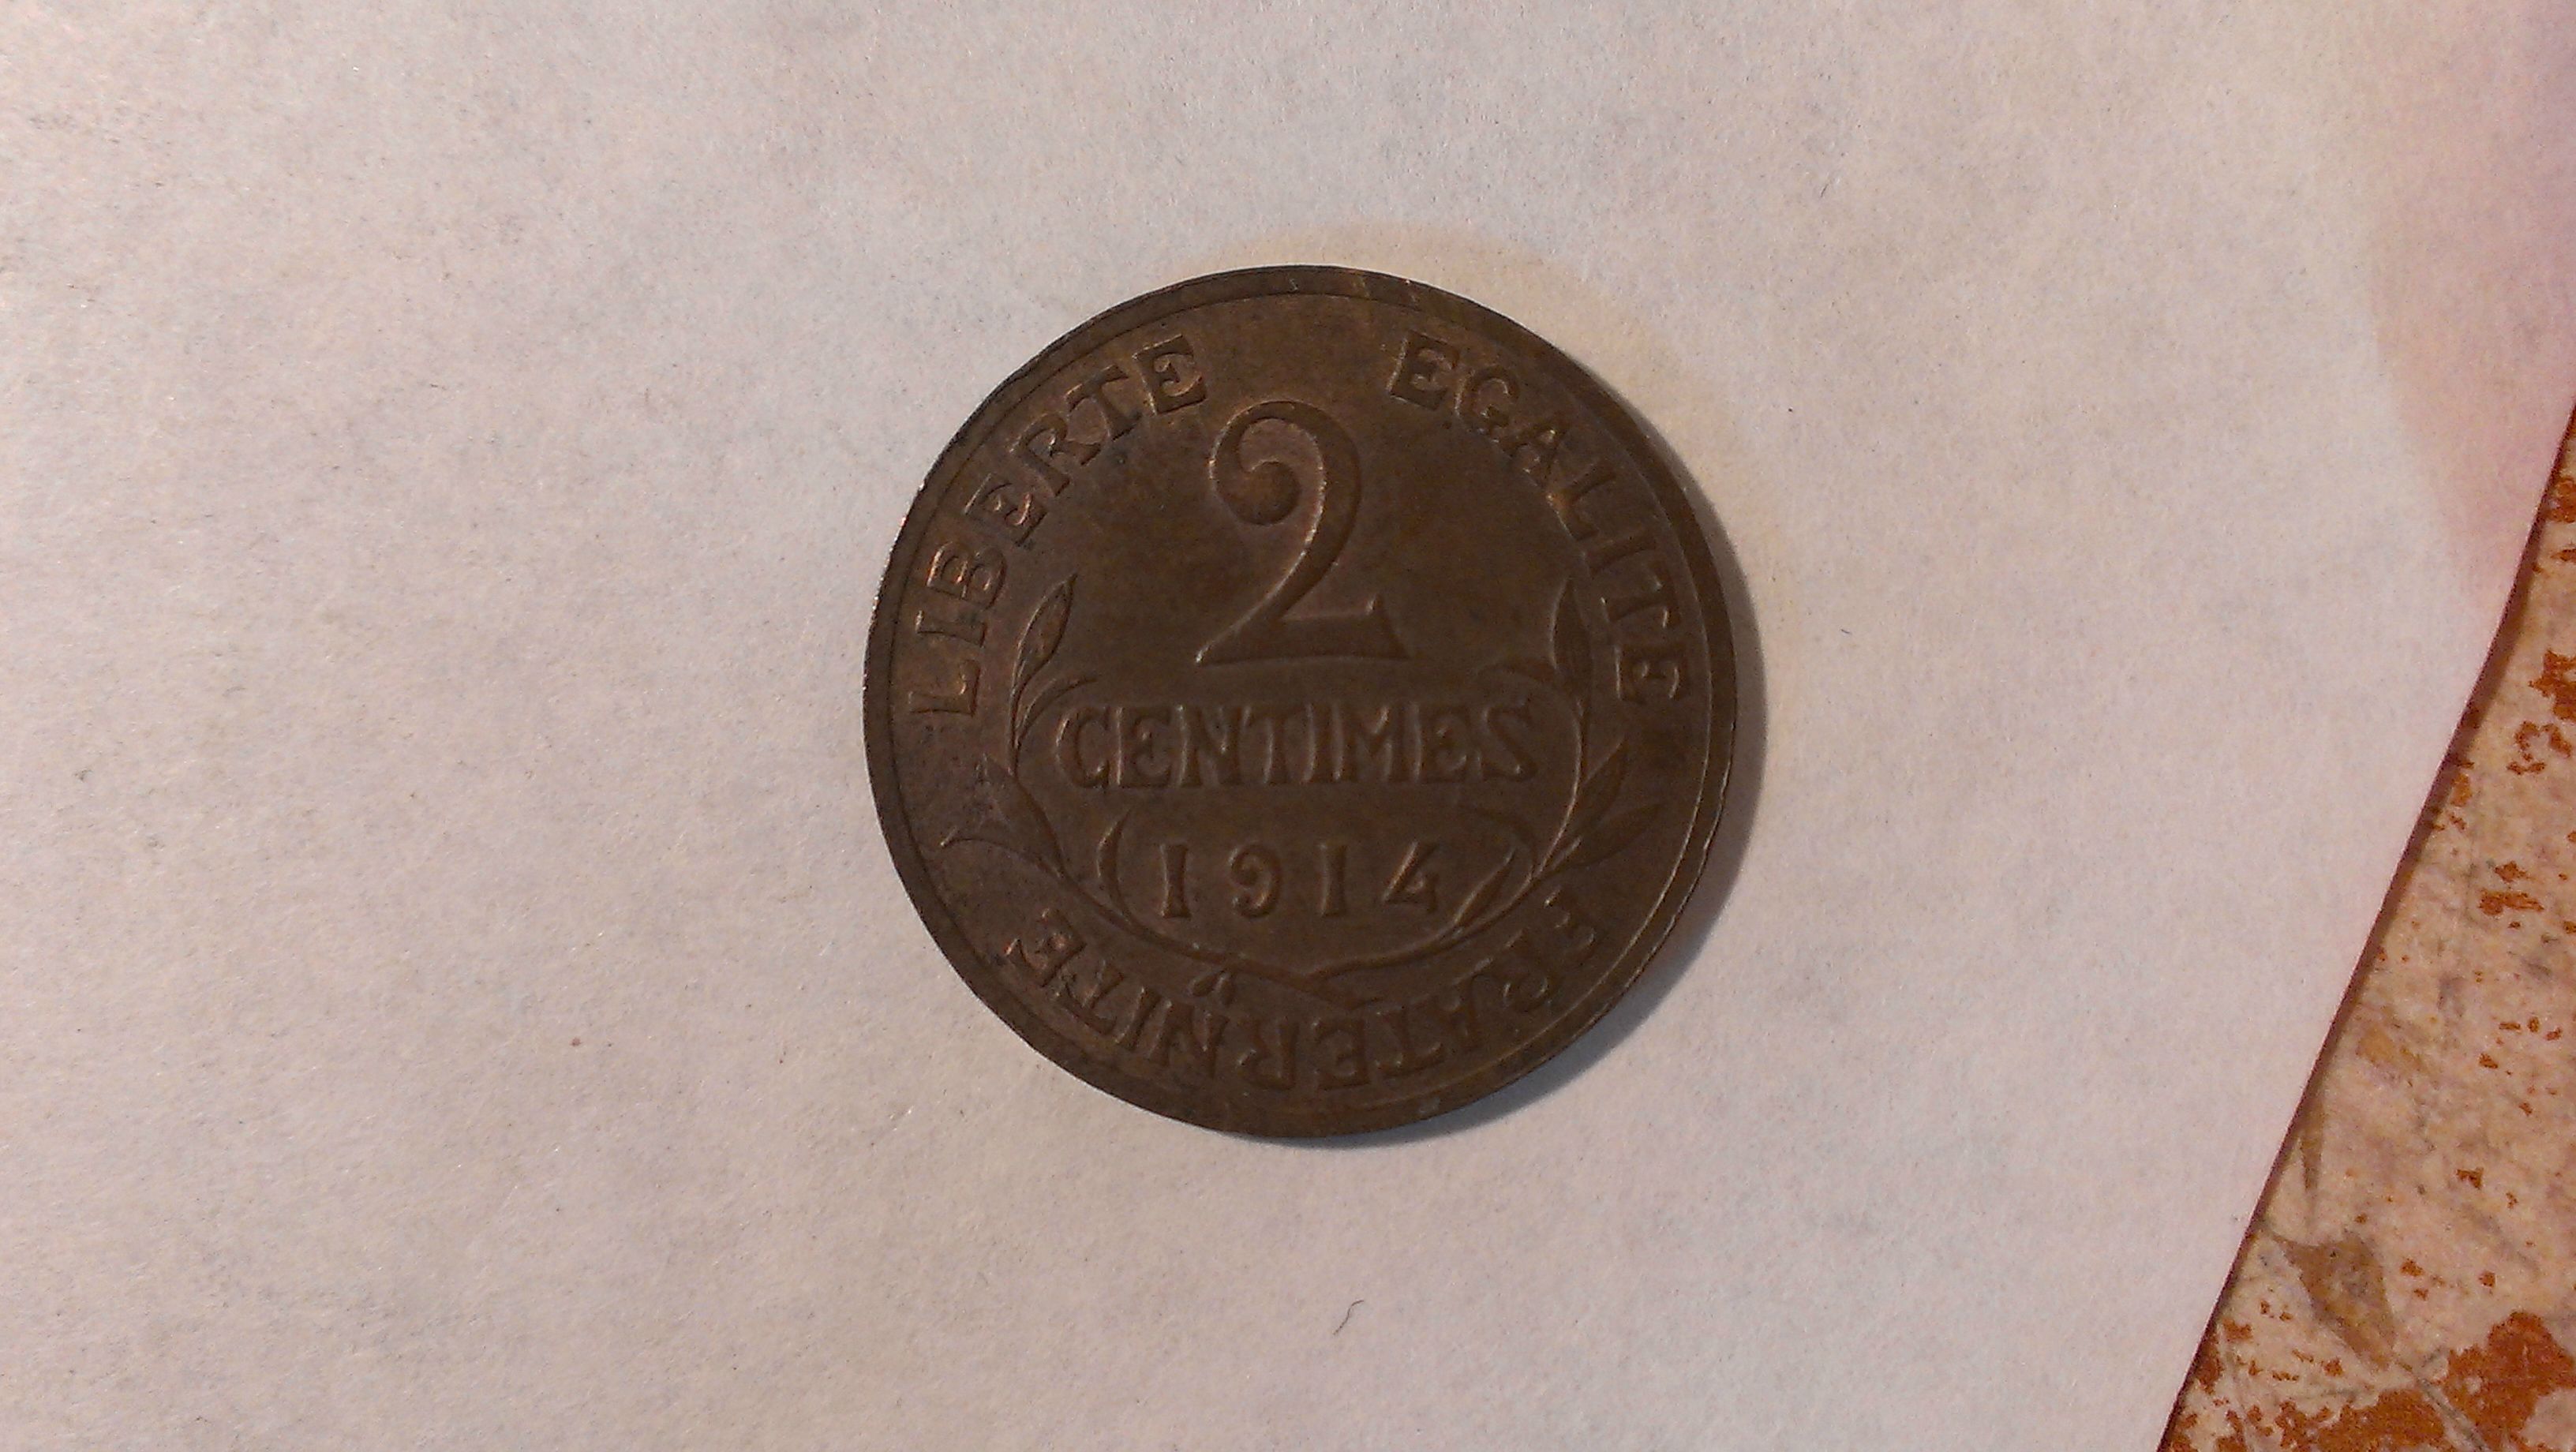 LIBERTE EGALITE
2
CENTIMES
1914
FRATERNITE